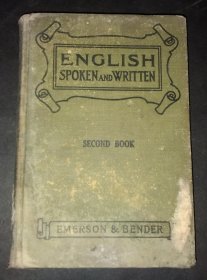 ENGLISH
SPOKEN AND WRITTEN
SECOND BOOK
EMERSON & BENDER